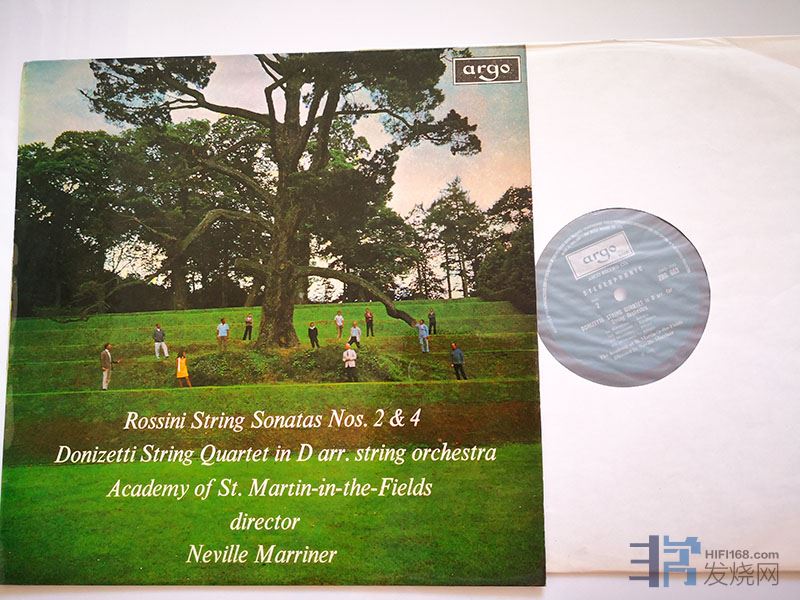 argo
Rossini String Sonatas Nos. 2 & 4
Donizetti String Quartet in D arr. string orchestra
Academy of St. Martin-in-the-Fields
director
Neville Marriner
argo
DONIZETTI, STRING QUARTET in D arr. for
HIFI168.com
发烧网